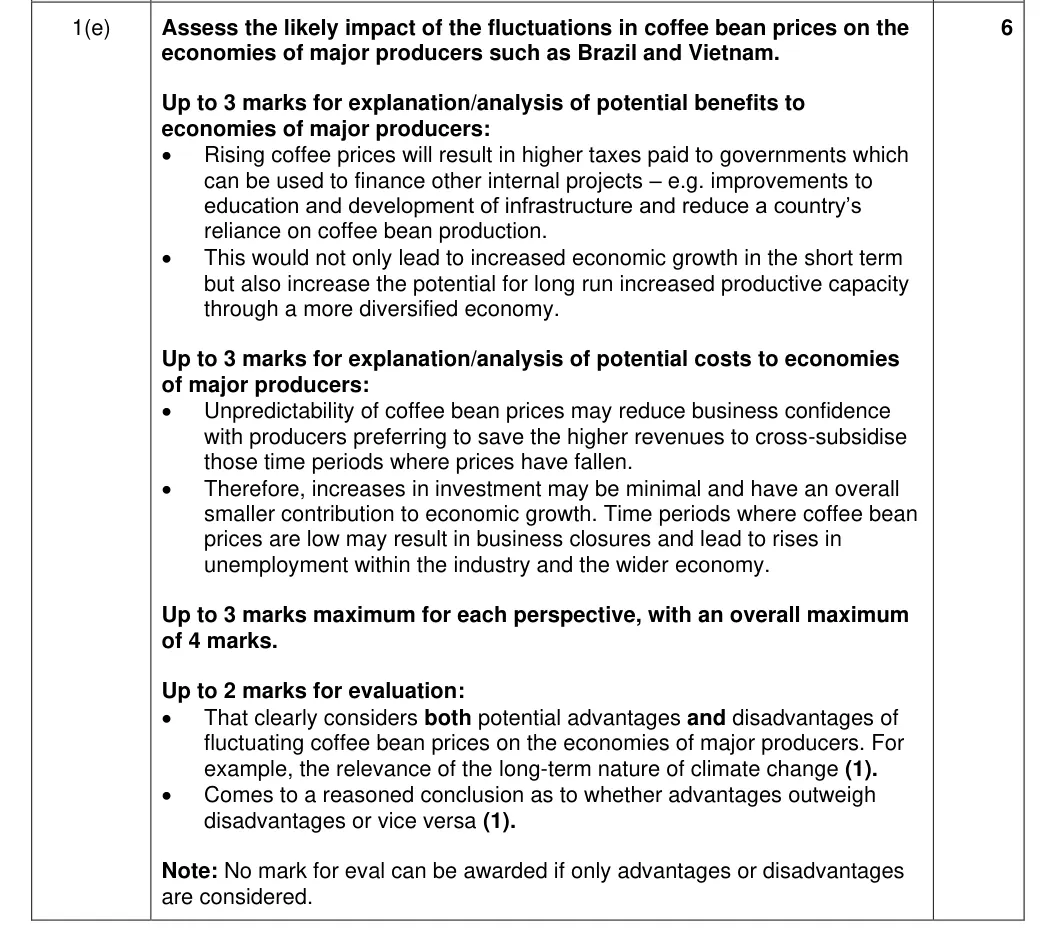 1(e)
Assess the likely impact of the fluctuations in coffee bean prices on the
economies of major producers such as Brazil and Vietnam.
6
Up to 3 marks for explanation/analysis of potential benefits to
economies of major producers:
• Rising coffee prices will result in higher taxes paid to governments which
can be used to finance other internal projects – e.g. improvements to
education and development of infrastructure and reduce a country’s
reliance on coffee bean production.
• This would not only lead to increased economic growth in the short term
but also increase the potential for long run increased productive capacity
through a more diversified economy.
Up to 3 marks for explanation/analysis of potential costs to economies
of major producers:
• Unpredictability of coffee bean prices may reduce business confidence
with producers preferring to save the higher revenues to cross-subsidise
those time periods where prices have fallen.
• Therefore, increases in investment may be minimal and have an overall
smaller contribution to economic growth. Time periods where coffee bean
prices are low may result in business closures and lead to rises in
unemployment within the industry and the wider economy.
Up to 3 marks maximum for each perspective, with an overall maximum
of 4 marks.
Up to 2 marks for evaluation:
• That clearly considers both potential advantages and disadvantages of
fluctuating coffee bean prices on the economies of major producers. For
example, the relevance of the long-term nature of climate change (1).
• Comes to a reasoned conclusion as to whether advantages outweigh
disadvantages or vice versa (1).
Note: No mark for eval can be awarded if only advantages or disadvantages
are considered.